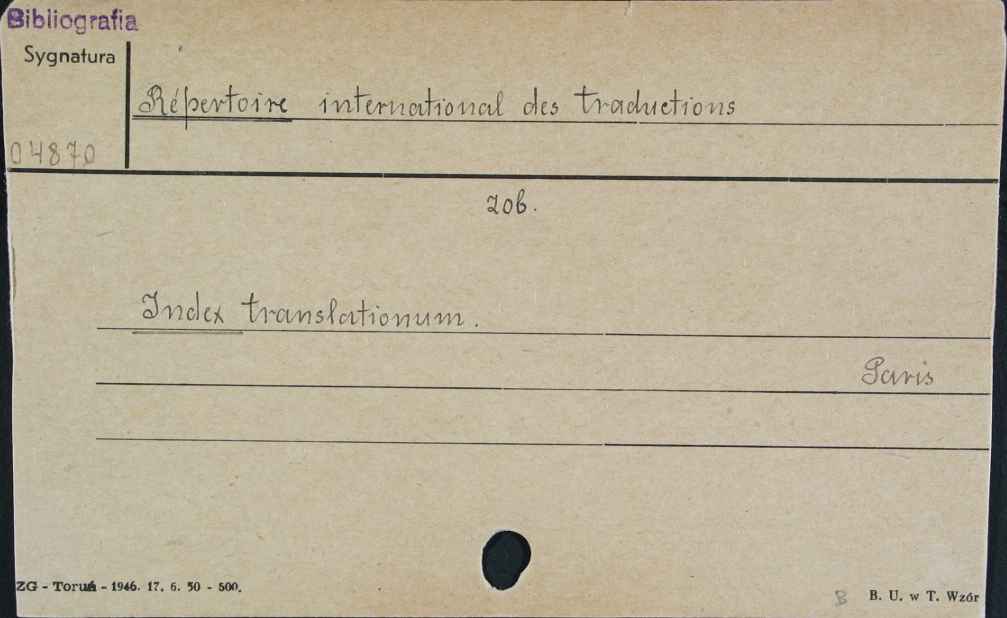 Bibliografia
Sygnatura
Répertoire international des traductions
04870
zob.
Index translationum.
Paris
ZG - Toruń - 1946. 17. 6. 50 - 500.
B B. U. w T. Wzór